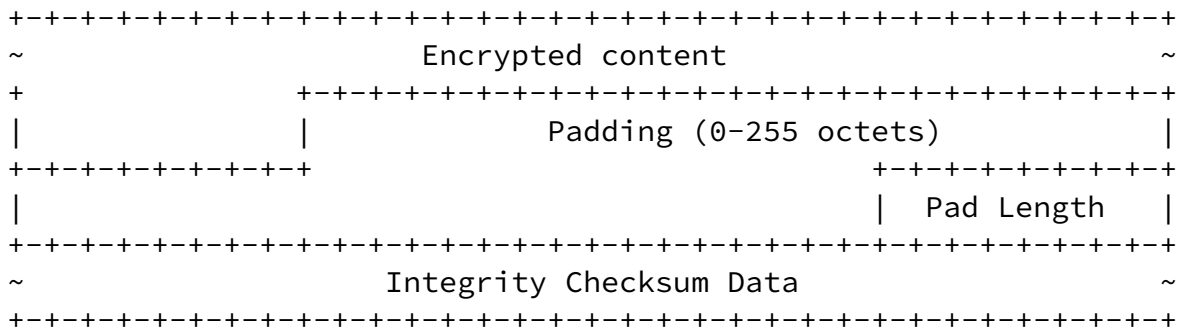 +-+-+-+-+-+-+-+-+-+-+-+-+-+-+-+-+-+-+-+-+-+-+-+-+-+-+-+-+-+-+-+-+
~                       Encrypted content                       ~
+               +-+-+-+-+-+-+-+-+-+-+-+-+-+-+-+-+-+-+-+-+-+-+-+-+
|               |             Padding (0-255 octets)            |
+-+-+-+-+-+-+-+-+                               +-+-+-+-+-+-+-+-+
|                                               |  Pad Length   |
+-+-+-+-+-+-+-+-+-+-+-+-+-+-+-+-+-+-+-+-+-+-+-+-+-+-+-+-+-+-+-+-+
~                     Integrity Checksum Data                   ~
+-+-+-+-+-+-+-+-+-+-+-+-+-+-+-+-+-+-+-+-+-+-+-+-+-+-+-+-+-+-+-+-+